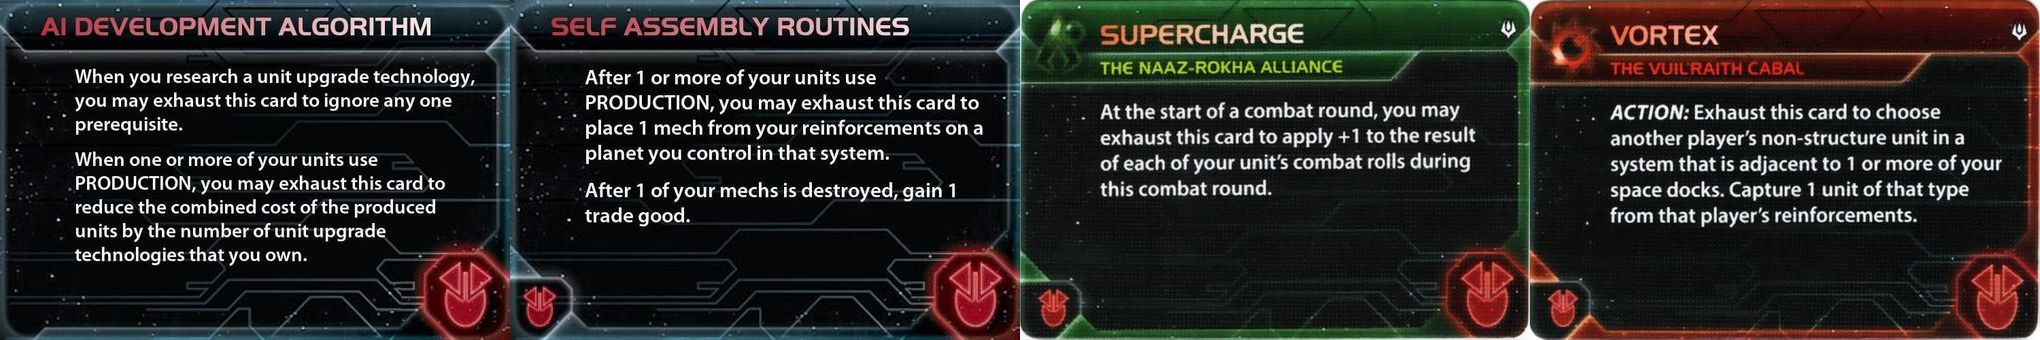 AI DEVELOPMENT ALGORITHM
When you research a unit upgrade technology,
you may exhaust this card to ignore any one
prerequisite.
When one or more of your units use
PRODUCTION, you may exhaust this card to
reduce the combined cost of the produced
units by the number of unit upgrade
technologies that you own.
SELF ASSEMBLY ROUTINES
After 1 or more of your units use
PRODUCTION, you may exhaust this card to
place 1 mech from your reinforcements on a
planet you control in that system.
After 1 of your mechs is destroyed, gain 1
trade good.
SUPERCHARGE
THE NAAZ-ROKHA ALLIANCE
At the start of a combat round, you may
exhaust this card to apply +1 to the result
of each of your unit's combat rolls during
this combat round.
VORTEX
THE VUIL'RAITH CABAL
ACTION: Exhaust this card to choose
another player's non-structure unit in a
system that is adjacent to 1 or more of your
space docks. Capture 1 unit of that type
from that player's reinforcements.